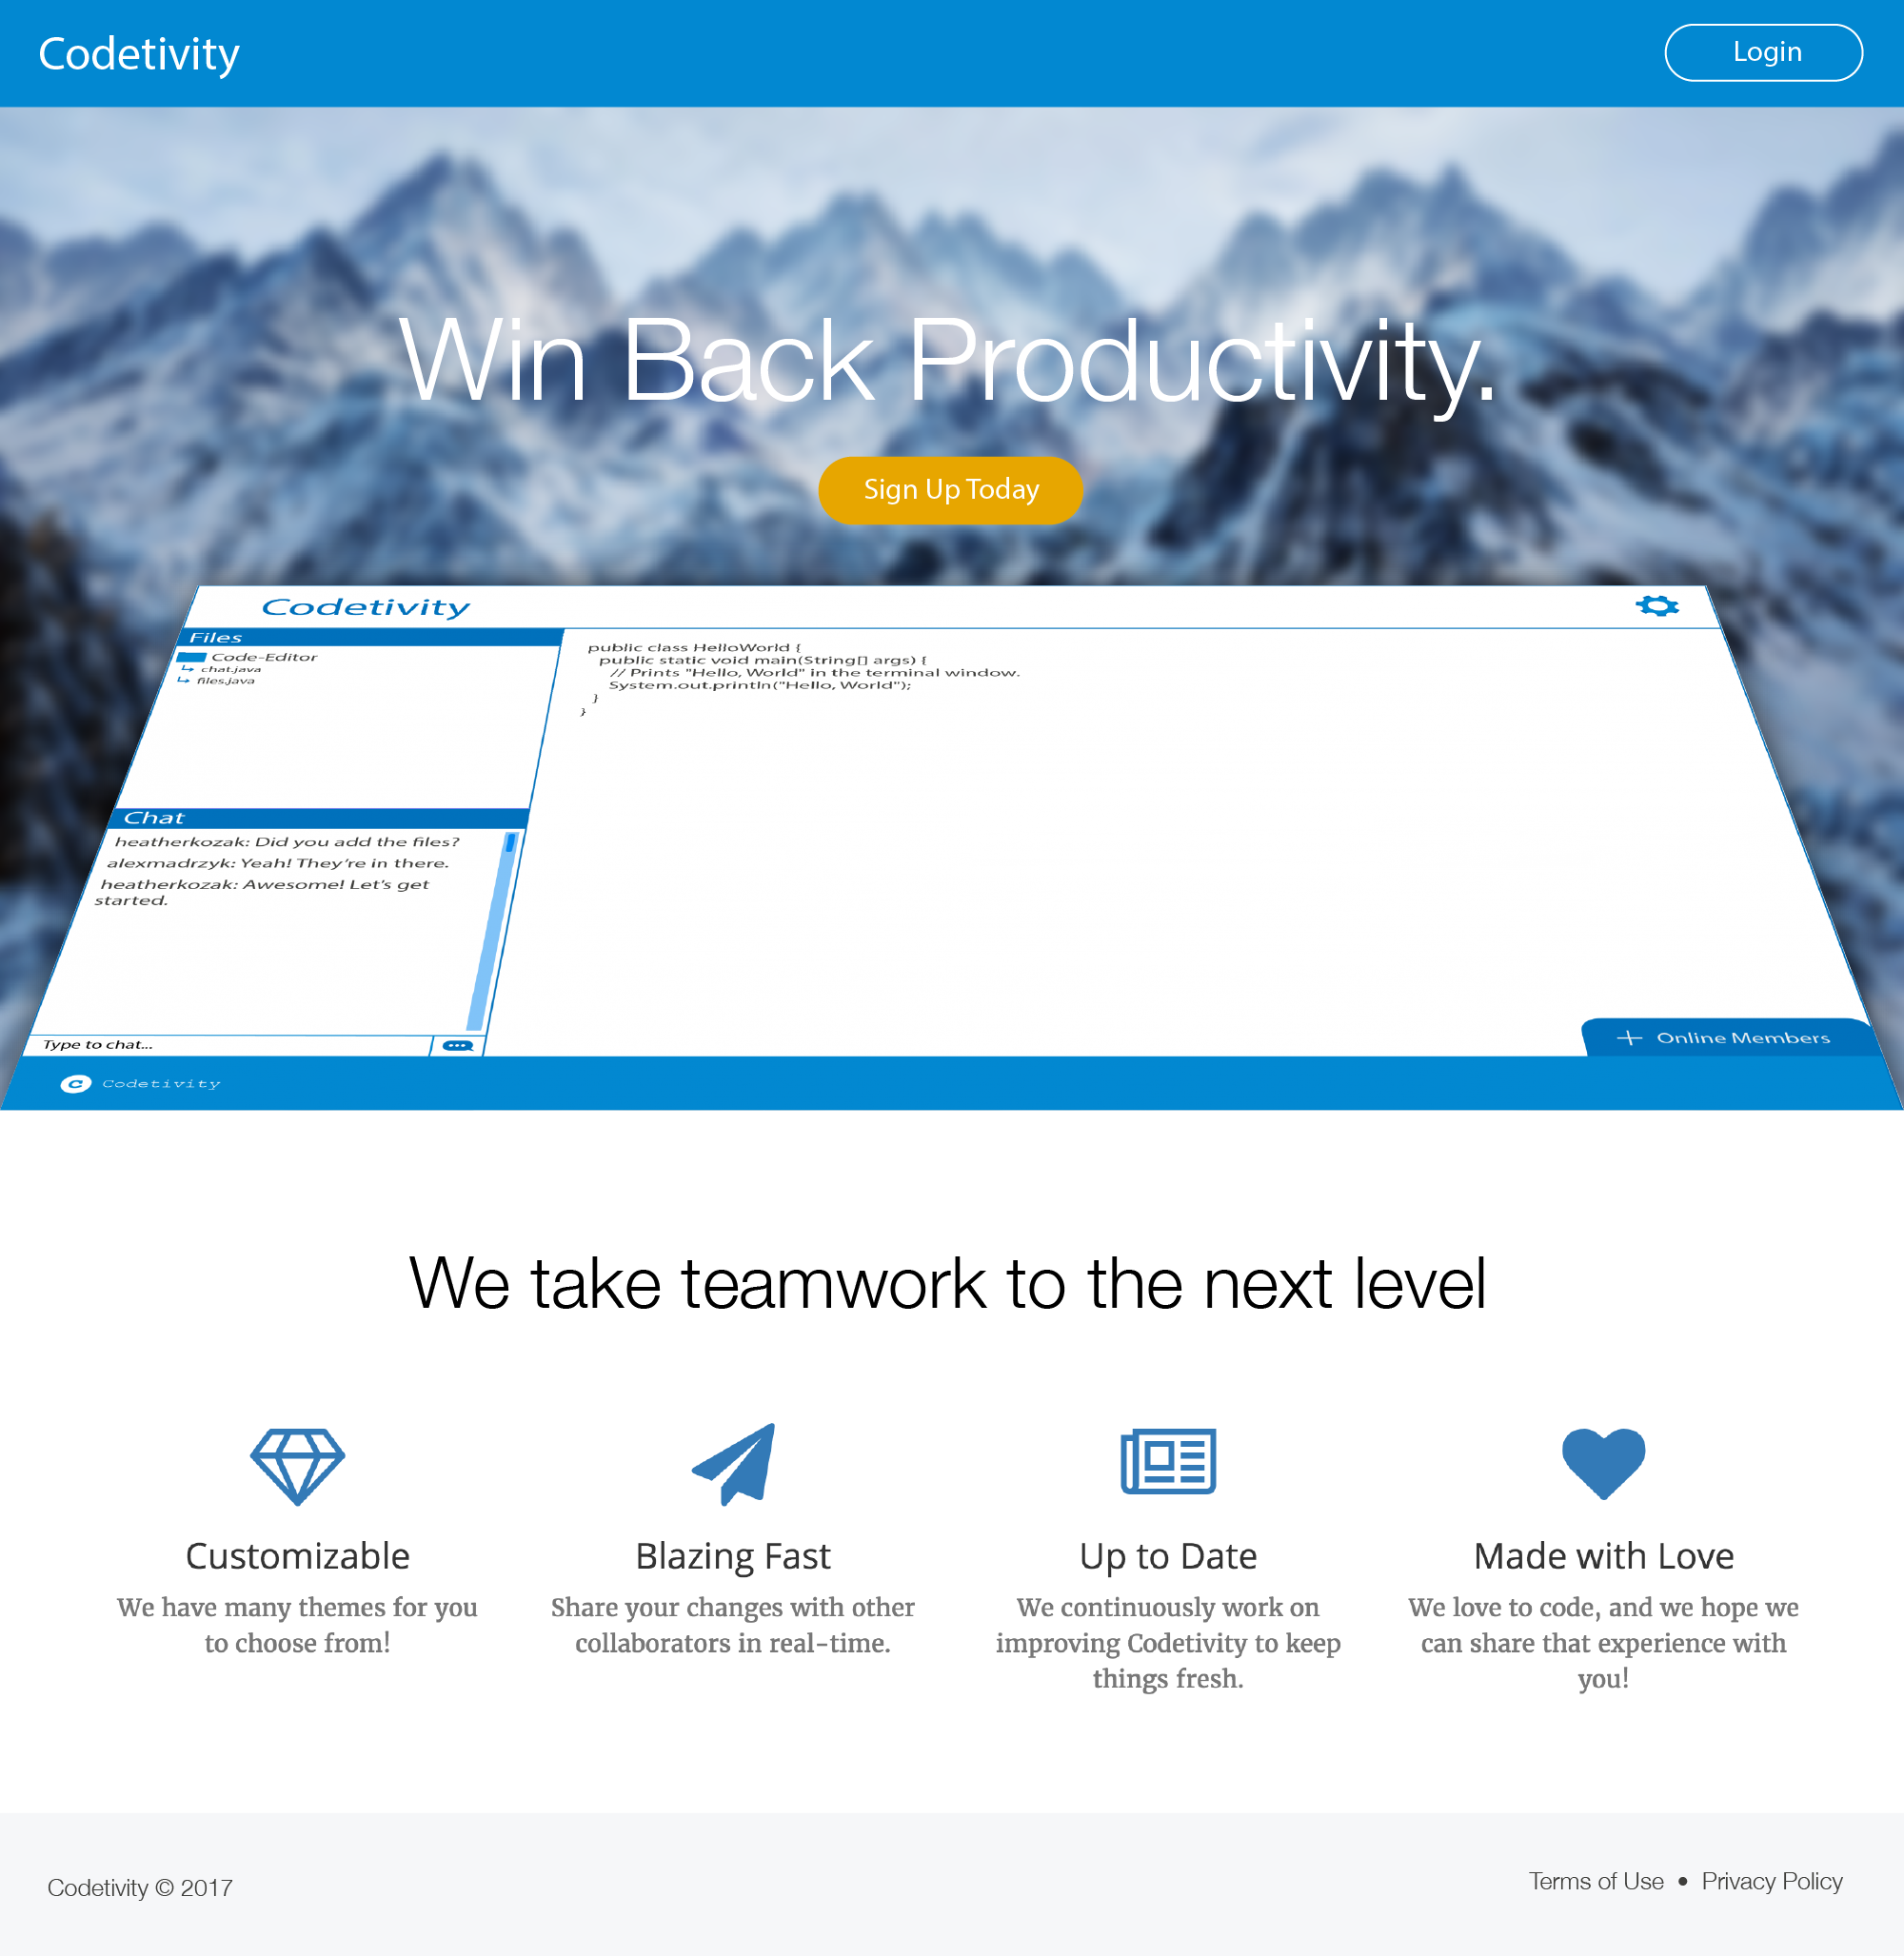 Codetivity
Login
Win Back Productivity.
Sign Up Today
Codetivity
Files
Code-Editor
chat.java
files.java
public class HelloWorld {
public static void main(String[] args) {
// Prints "Hello, World" in the terminal window.
System.out.println("Hello, World");
}
}
Chat
heatherkozak: Did you add the files?
alexmadrzyk: Yeah! They’re in there.
heatherkozak: Awesome! Let’s get
started.
Type to chat...
+ Online Members
C Codetivity
We take teamwork to the next level
Customizable
We have many themes for you
to choose from!
Blazing Fast
Share your changes with other
collaborators in real-time.
Up to Date
We continuously work on
improving Codetivity to keep
things fresh.
Made with Love
We love to code, and we hope we
can share that experience with
you!
Codetivity © 2017
Terms of Use • Privacy Policy